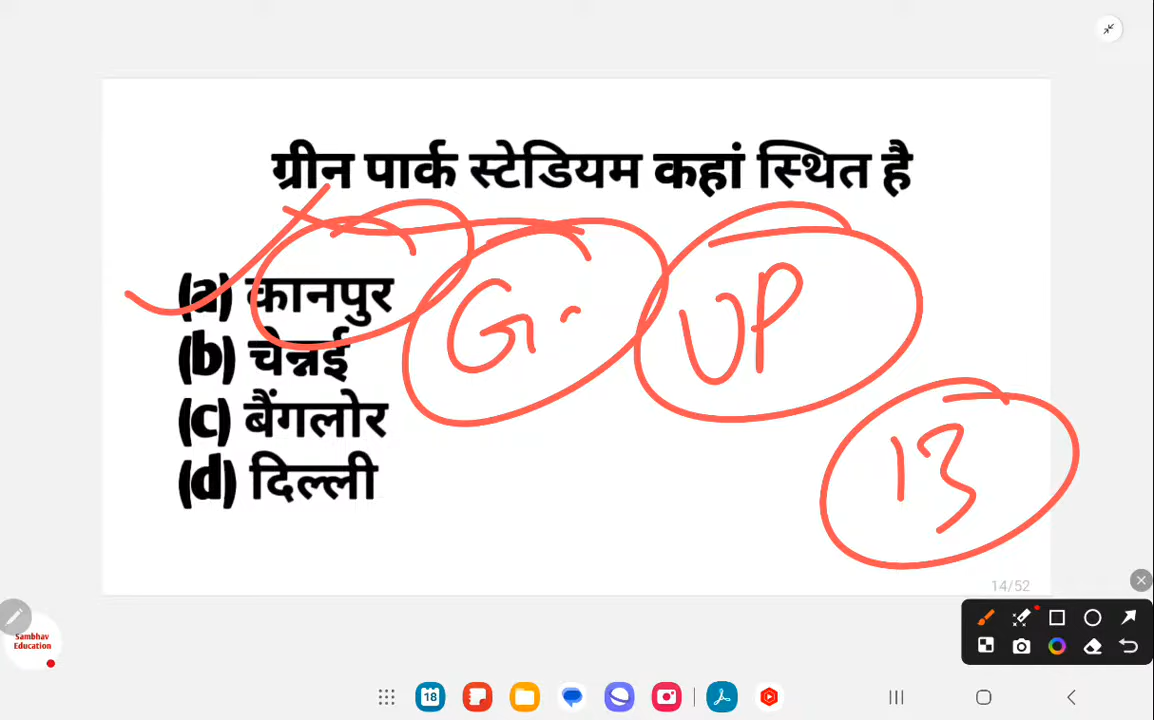 ग्रीन पार्क स्टेडियम कहां स्थित है
(a) कानपुर
(b) चेन्नई
(c) बैंगलोर
(d) दिल्ली
G.
UP
13
14/52
Sambhav
Education
18